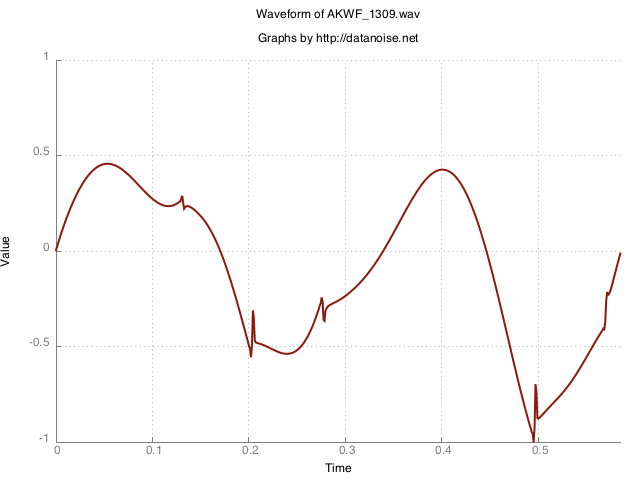 Waveform of AKWF_1309.wav
Graphs by http://datanoise.net
1
0.5
0
-0.5
-1
Value
0 0.1 0.2 0.3 0.4 0.5
Time